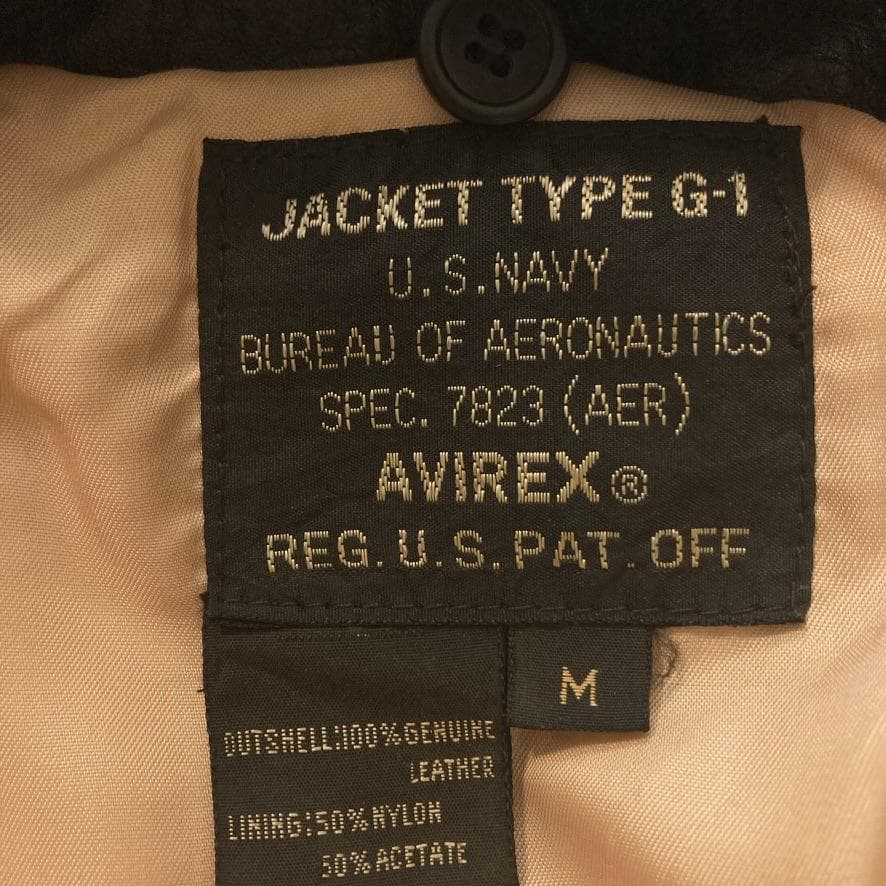 JACKET TYPE G-1
U.S.NAVY
BUREAU OF AERONAUTICS
SPEC. 7823 (AER)
AVIREX®
REG.U.S.PAT.OFF
M
OUTSHELL:100%GENUINE
LEATHER
LINING:50%NYLON
50%ACETATE